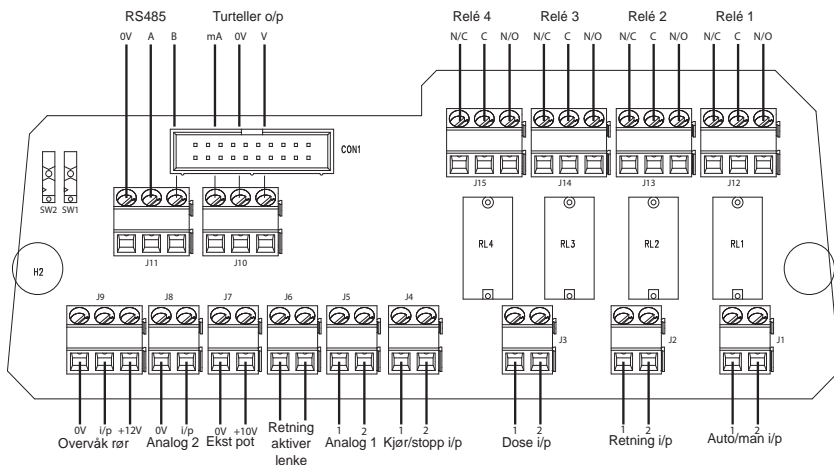 RS485 Turteller o/p Relé 4 Relé 3 Relé 2 Relé 1
0V A B mA 0V V N/C C N/O N/C C N/O N/C C N/O N/C C N/O
CON1
J15 J14 J13 J12
SW2 SW1
J11 J10
RL4 RL3 RL2 RL1
H2
J9 J8 J7 J6 J5 J4
J3 J2 J1
0V i/p +12V 0V i/p 0V +10V 1 2 1 2 1 2 1 2 1 2
Overvåk rør Analog 2 Ekst pot Retning aktiver lenke Analog 1 Kjør/stopp i/p Dose i/p Retning i/p Auto/man i/p